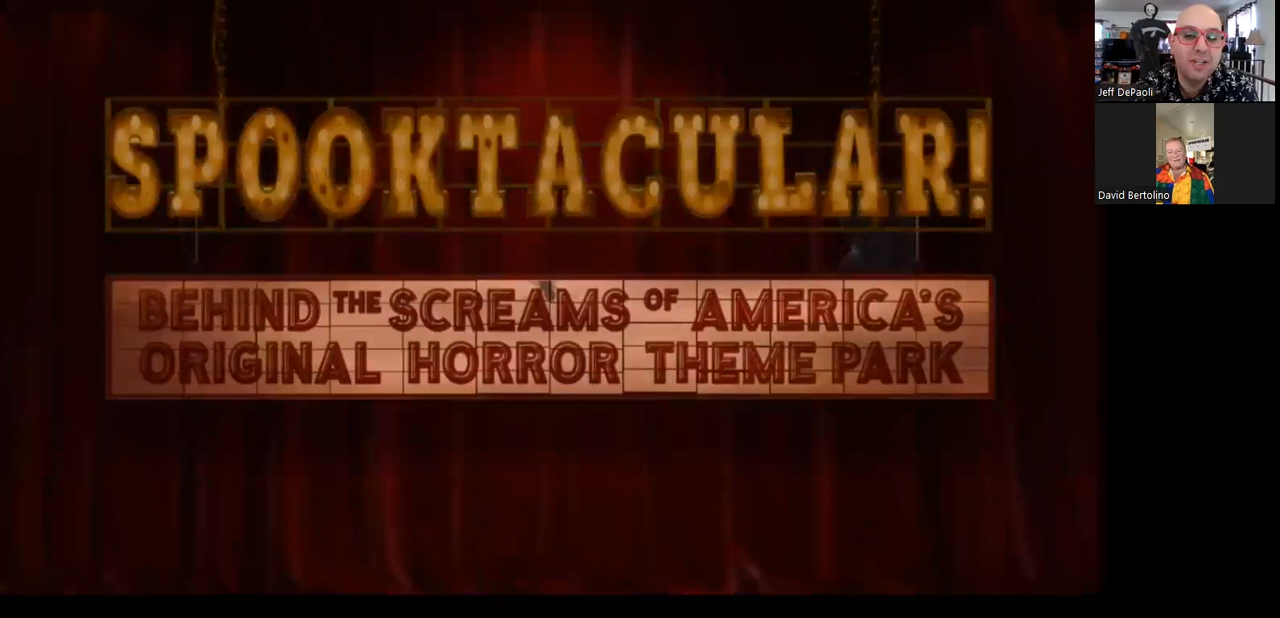 SPOOKTACULAR!
BEHIND THE SCREAMS OF AMERICA'S
ORIGINAL HORROR THEME PARK
Jeff DePaoli
David Bertolino